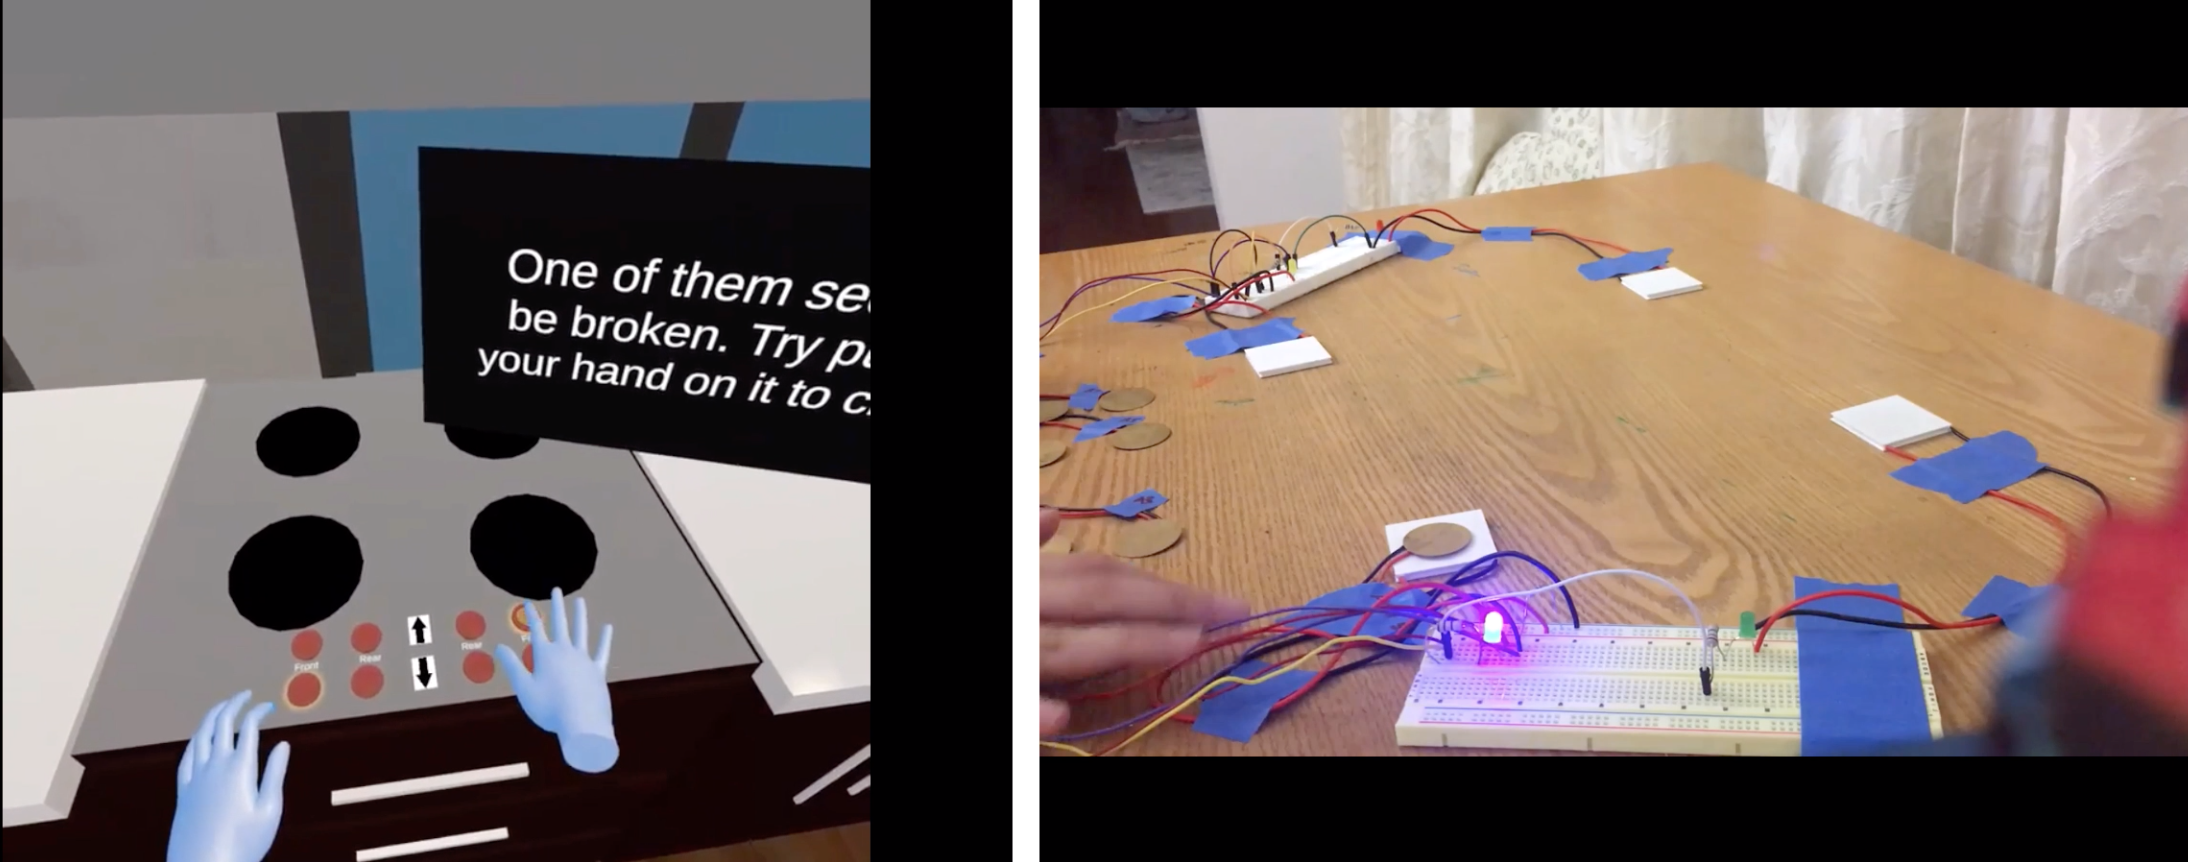 One of them se
be broken. Try p
your hand on it to c
Front
Rear
Rear